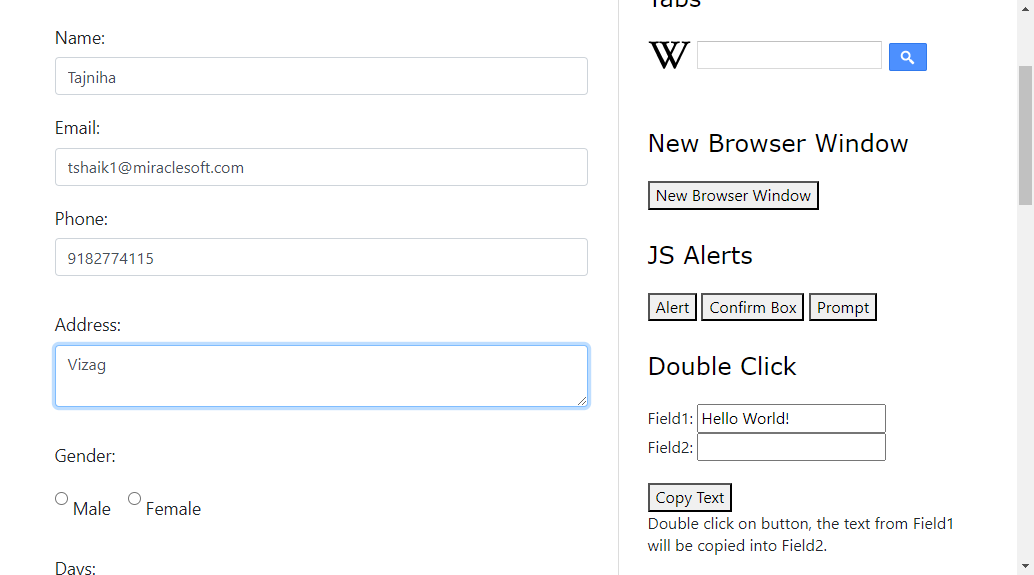 Name:
Tajniha
Email:
tshaik1@miraclesoft.com
Phone:
9182774115
Address:
Vizag
Gender:
Male Female
Days:
Tabs
W
New Browser Window
New Browser Window
JS Alerts
Alert Confirm Box Prompt
Double Click
Field1: Hello World!
Field2:
Copy Text
Double click on button, the text from Field1
will be copied into Field2.